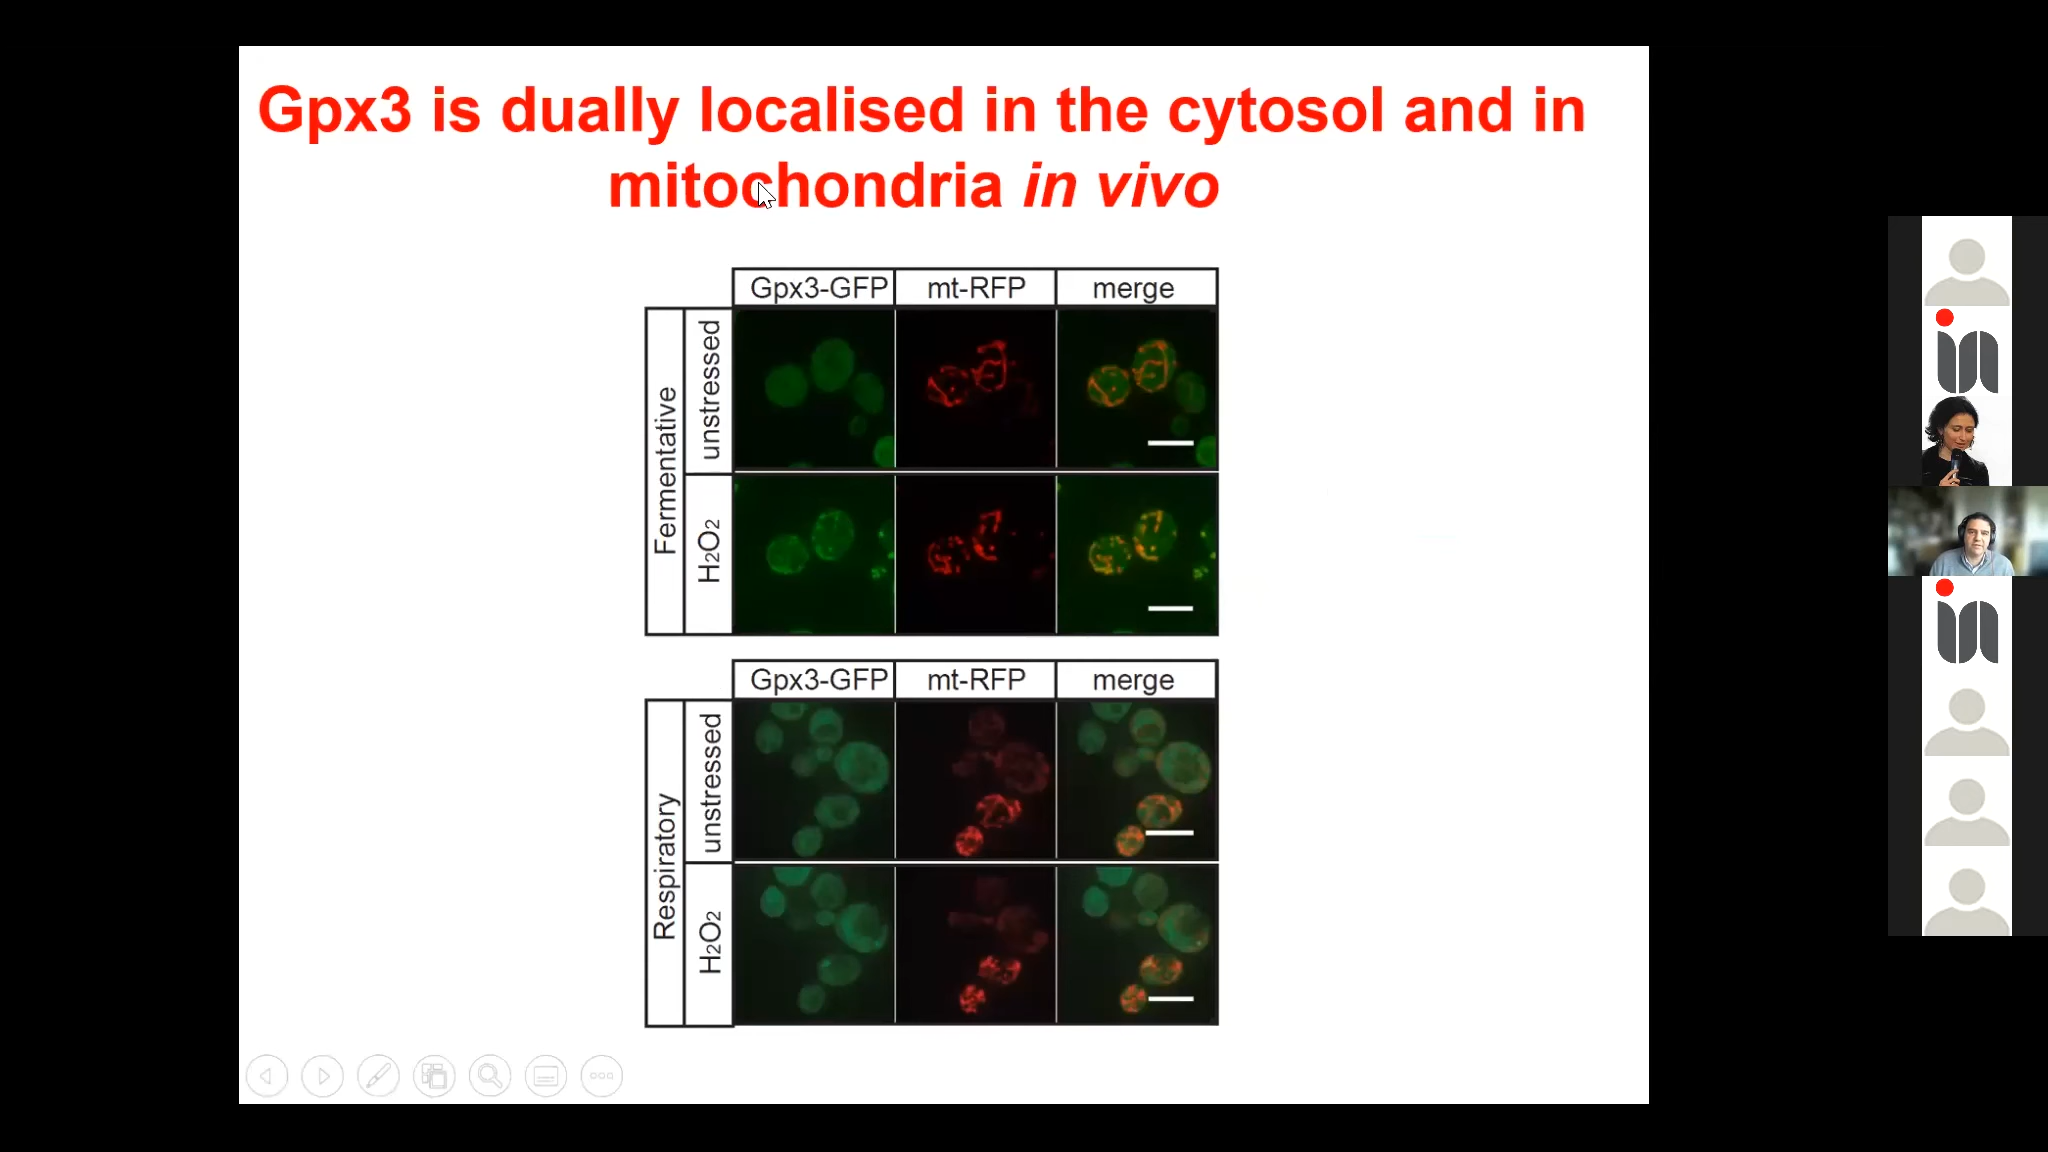 Gpx3 is dually localised in the cytosol and in
mitochondria in vivo
Gpx3-GFP mt-RFP merge
Fermentative
unstressed
H2O2
Gpx3-GFP mt-RFP merge
Respiratory
unstressed
H2O2